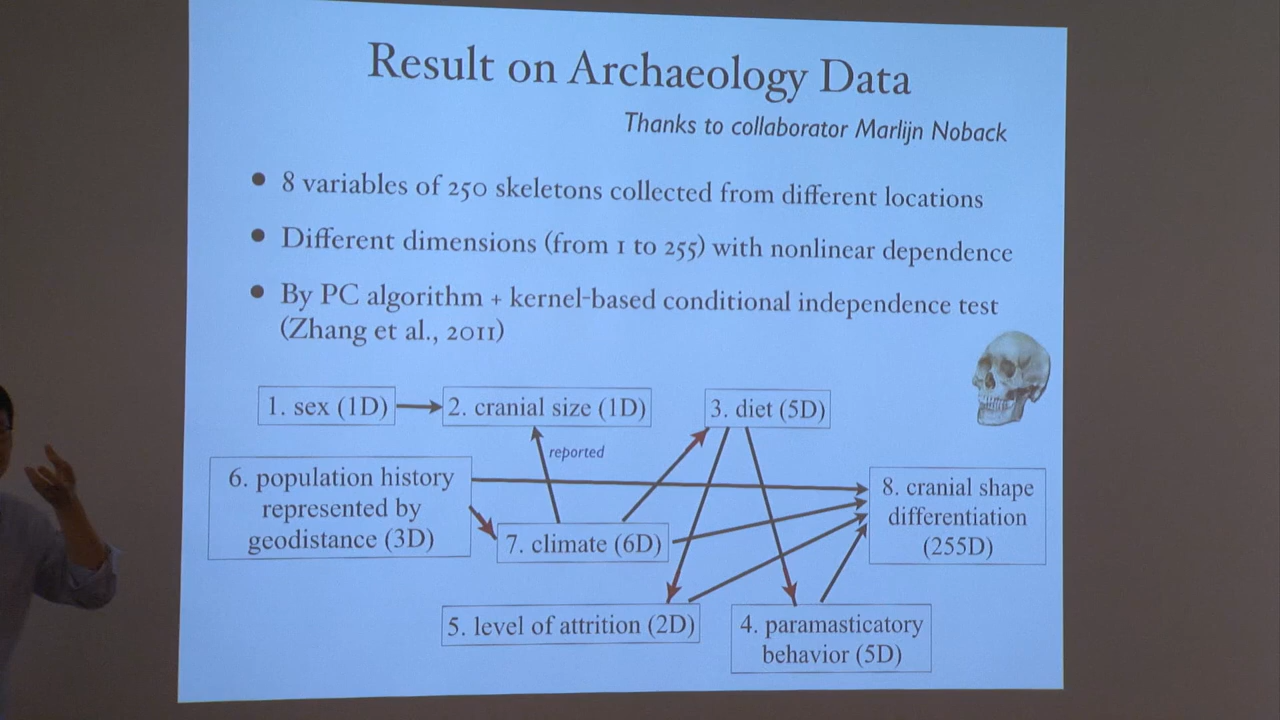 Result on Archaeology Data
Thanks to collaborator Marlijn Noback
• 8 variables of 250 skeletons collected from different locations
• Different dimensions (from 1 to 255) with nonlinear dependence
• By PC algorithm + kernel-based conditional independence test
(Zhang et al., 2011)
1. sex (1D)
2. cranial size (1D)
3. diet (5D)
reported
6. population history
represented by
geodistance (3D)
7. climate (6D)
8. cranial shape
differentiation
(255D)
5. level of attrition (2D)
4. paramasticatory
behavior (5D)